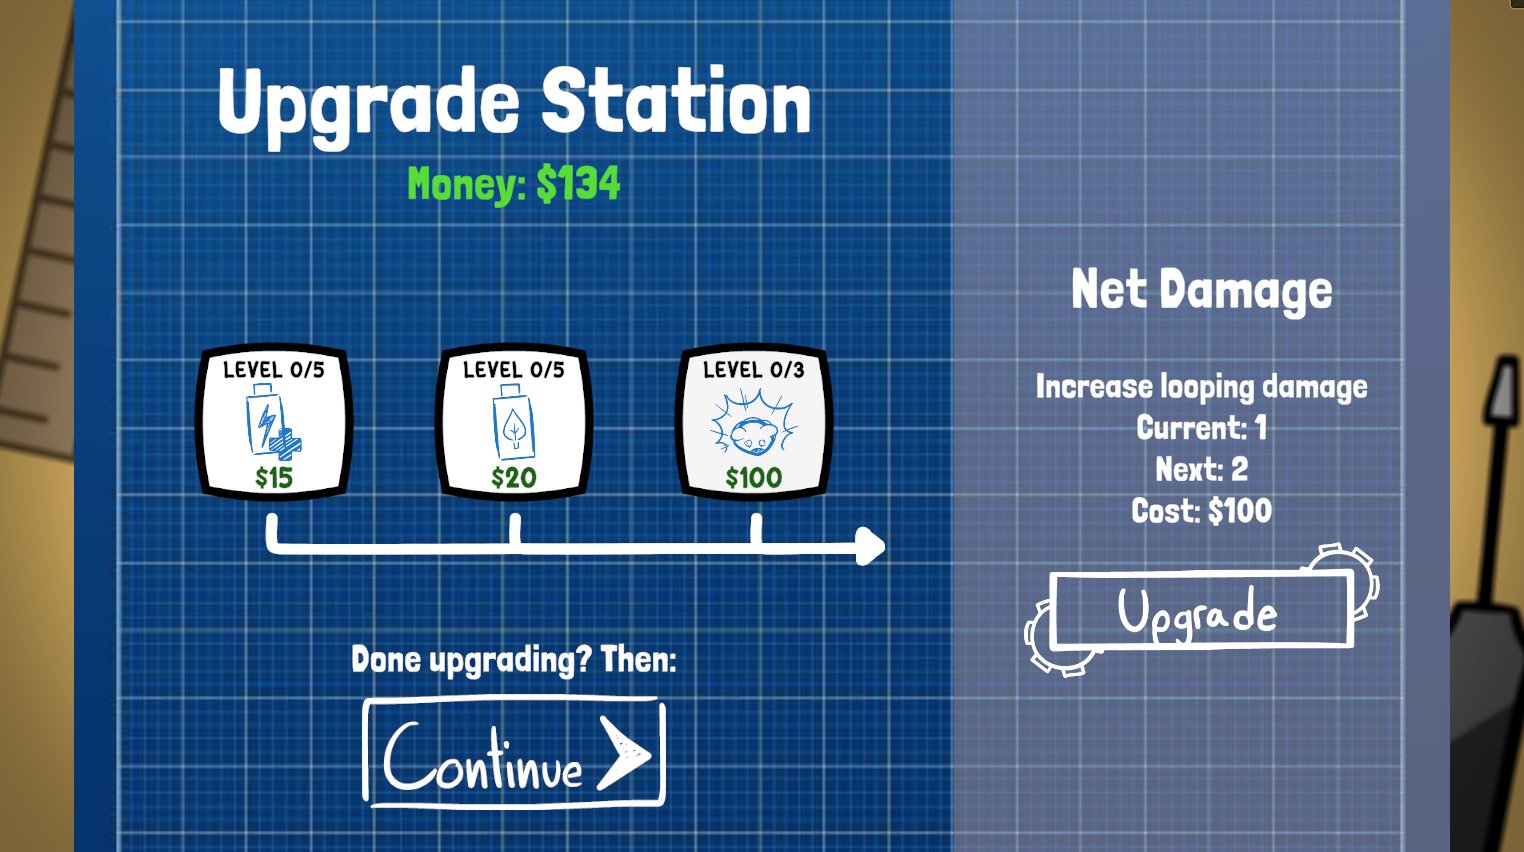 Upgrade Station
Money: $134
LEVEL 0/5
$15
LEVEL 0/5
$20
LEVEL 0/3
$100
Done upgrading? Then:
Continue
Net Damage
Increase looping damage
Current: 1
Next: 2
Cost: $100
Upgrade